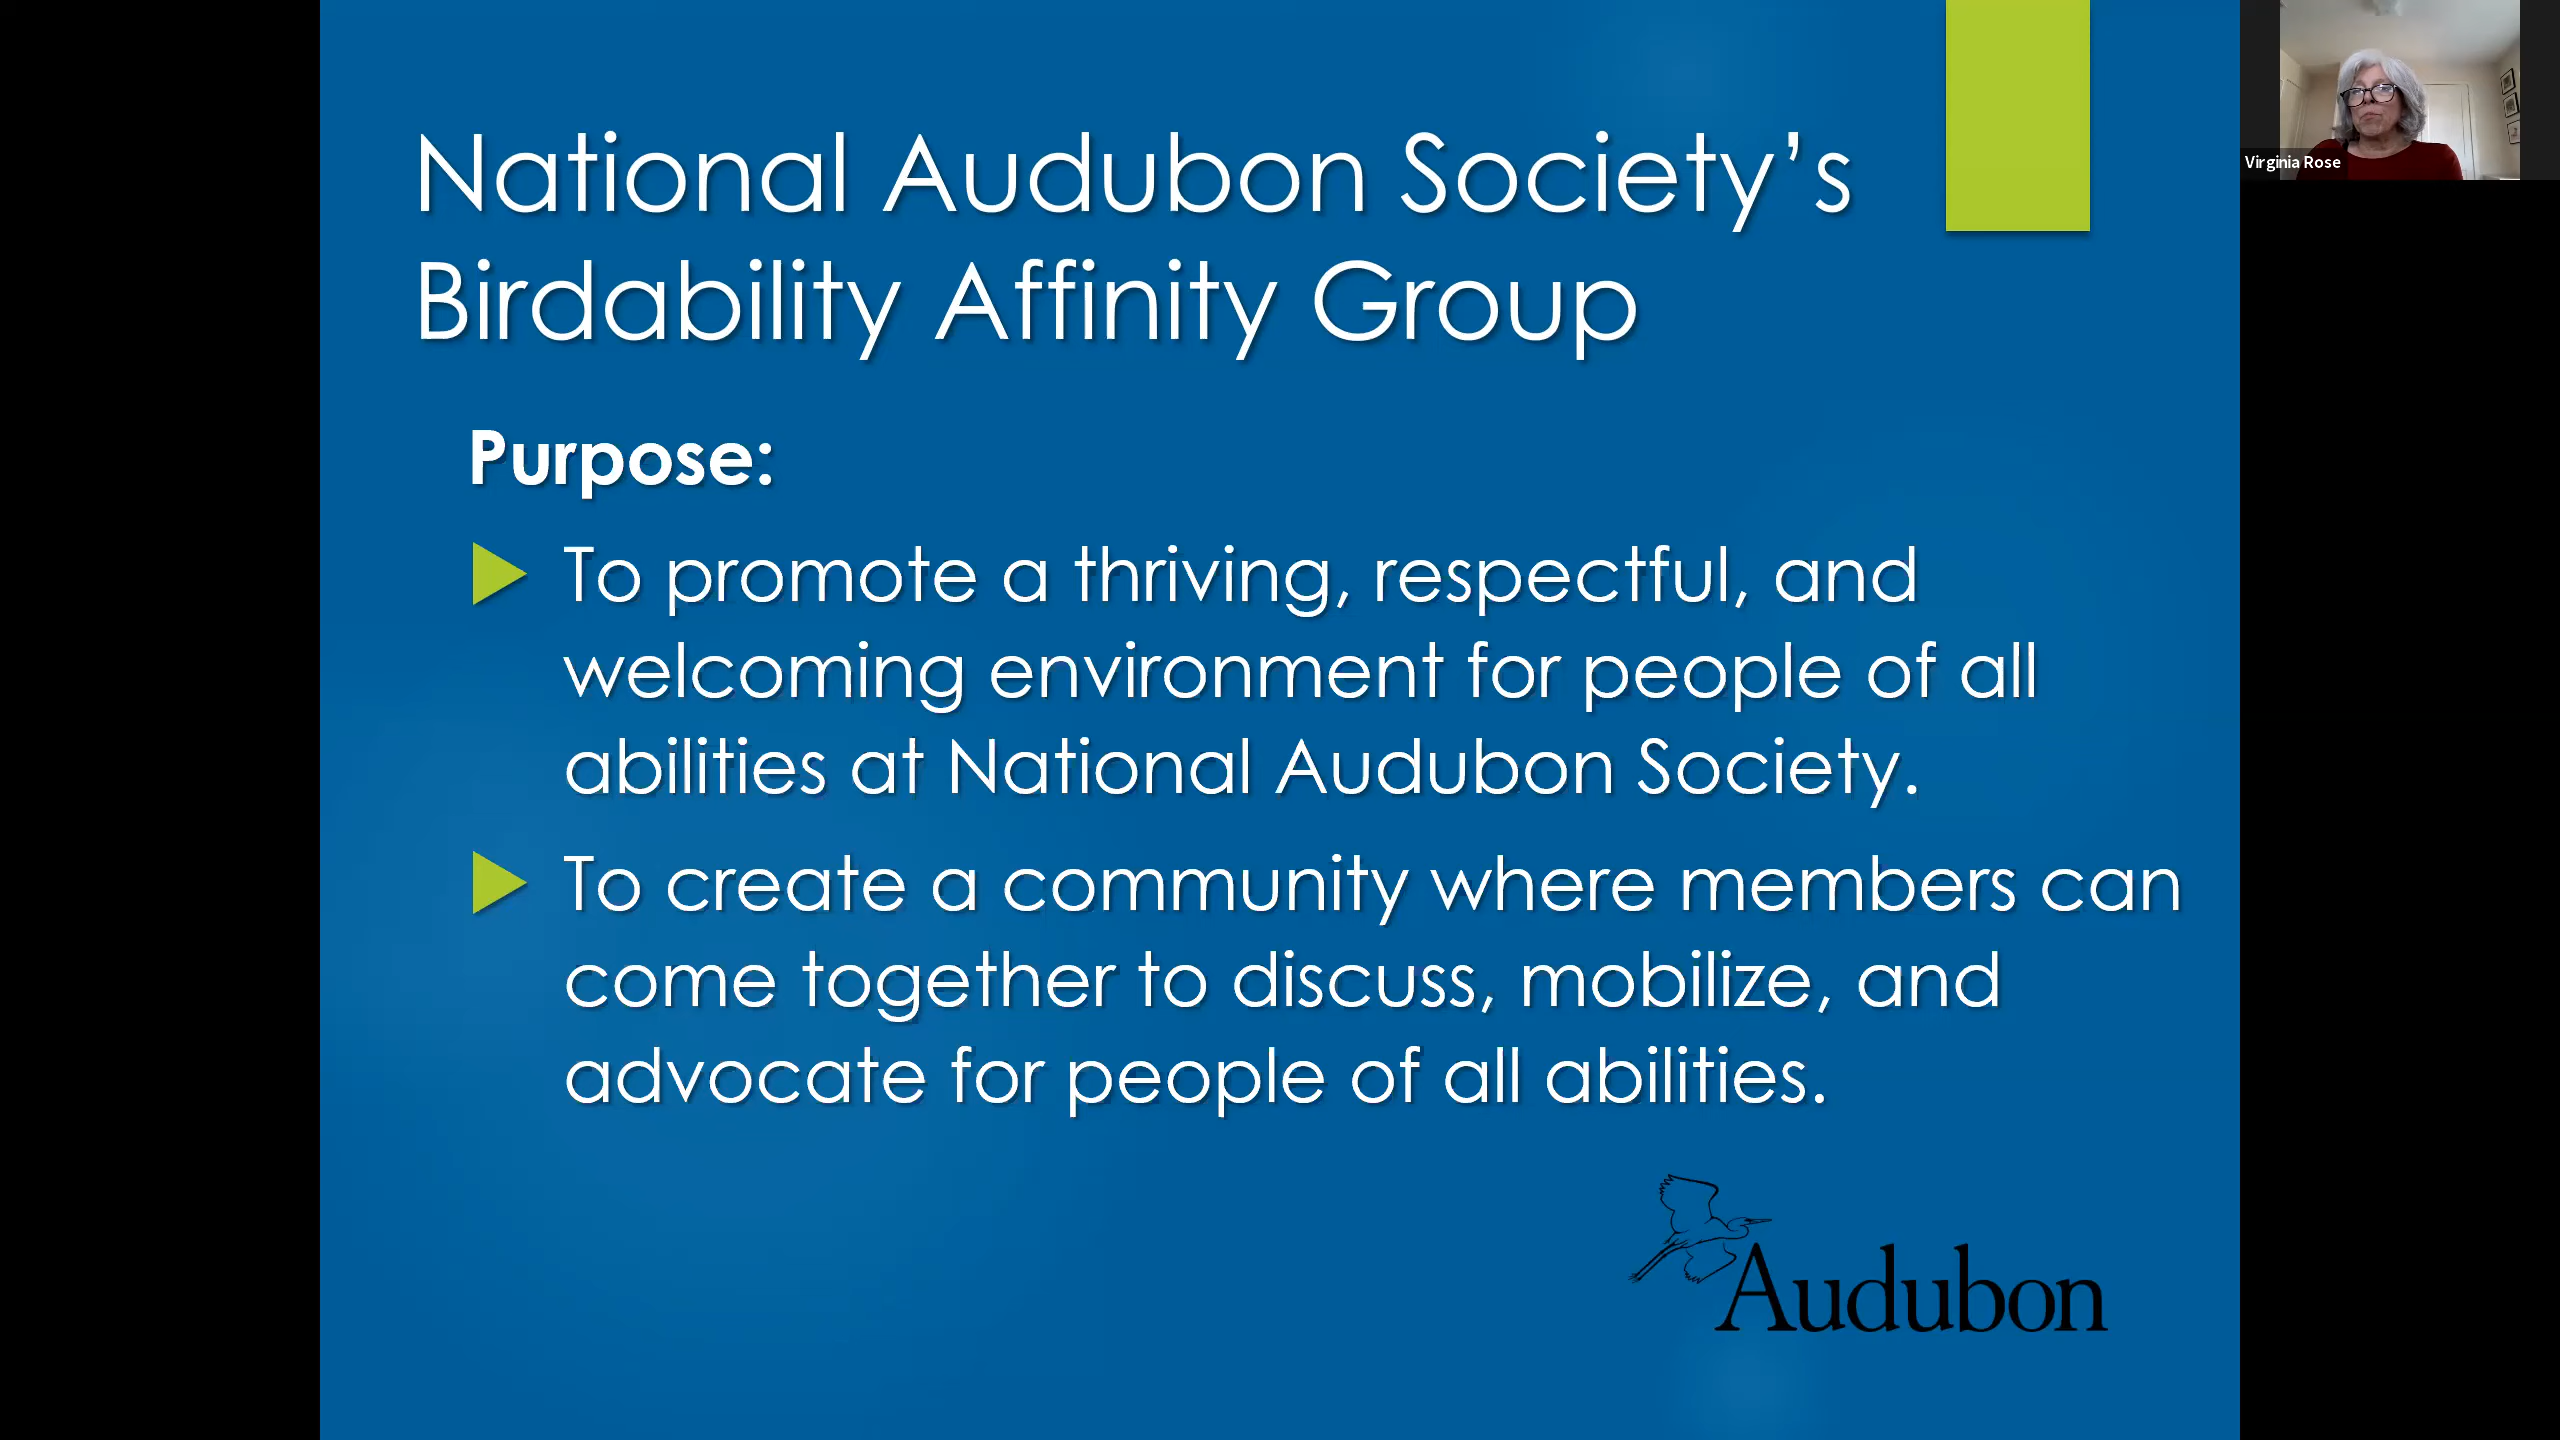 National Audubon Society’s
Birdability Affinity Group
Purpose:
To promote a thriving, respectful, and
welcoming environment for people of all
abilities at National Audubon Society.
To create a community where members can
come together to discuss, mobilize, and
advocate for people of all abilities.
Audubon
Virginia Rose